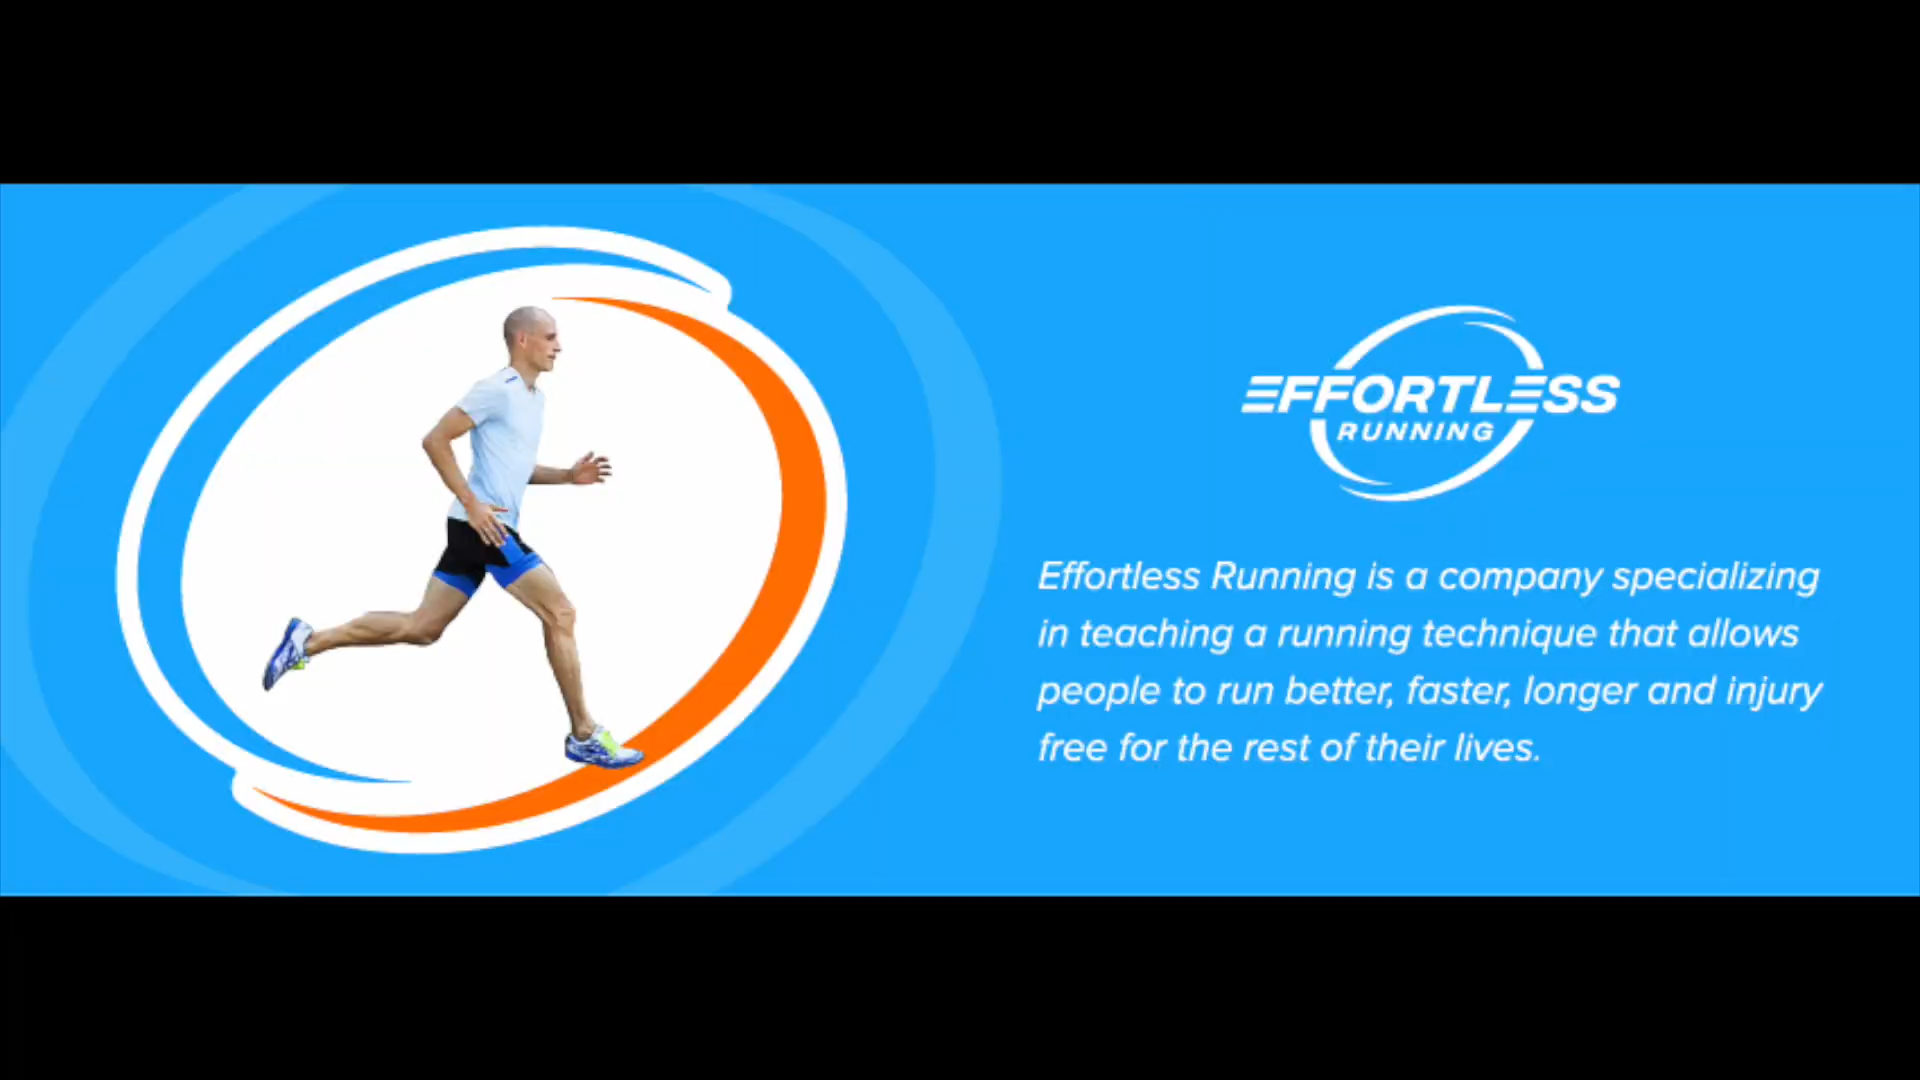 EFFORTLESS
RUNNING
Effortless Running is a company specializing
in teaching a running technique that allows
people to run better, faster, longer and injury
free for the rest of their lives.